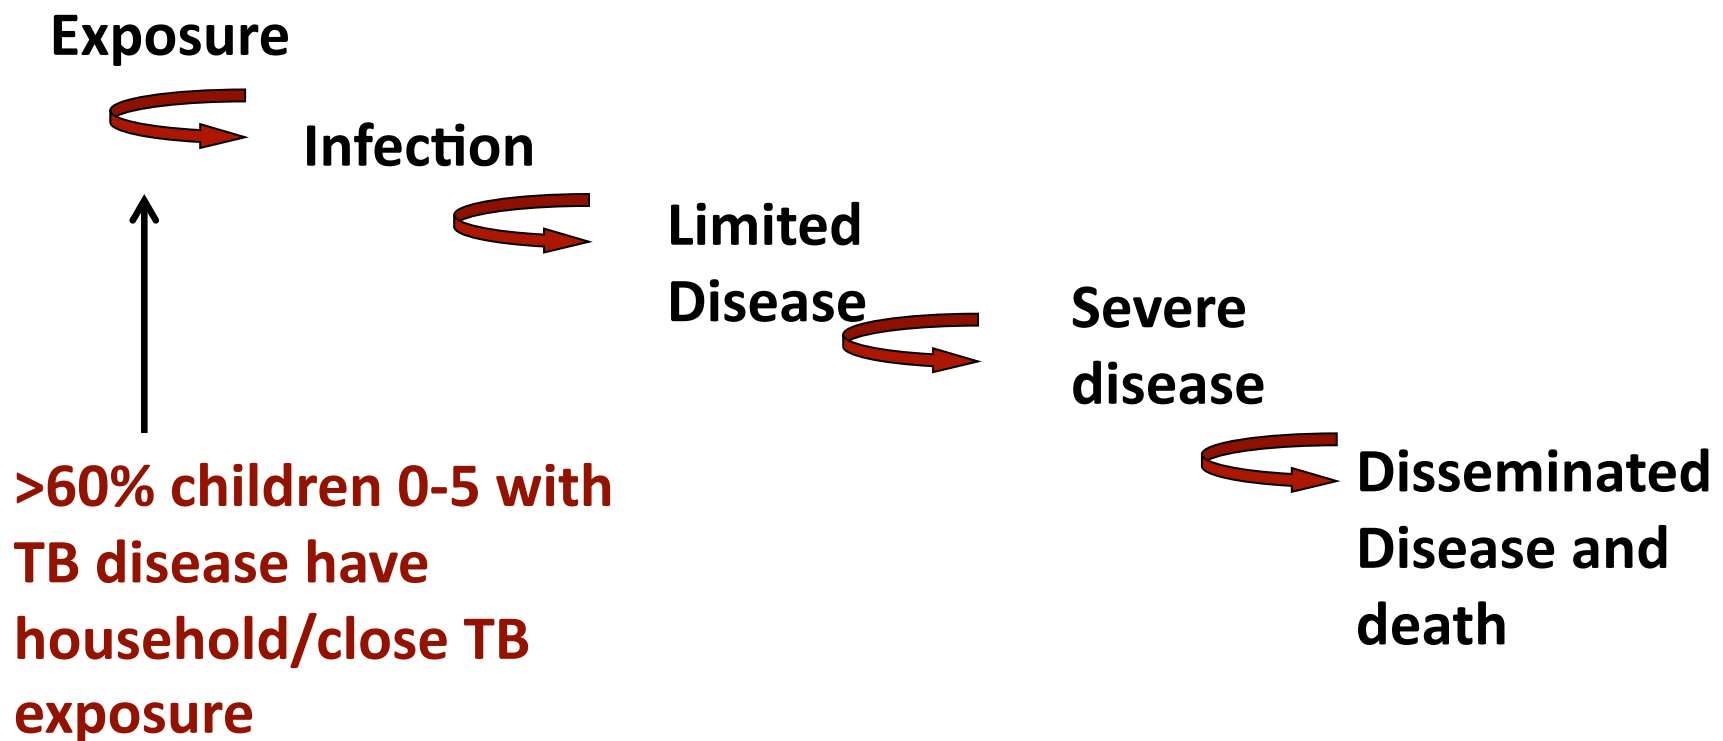 Exposure
Infection
Limited
Disease
Severe
disease
Disseminated
Disease and
death
>60% children 0-5 with
TB disease have
household/close TB
exposure